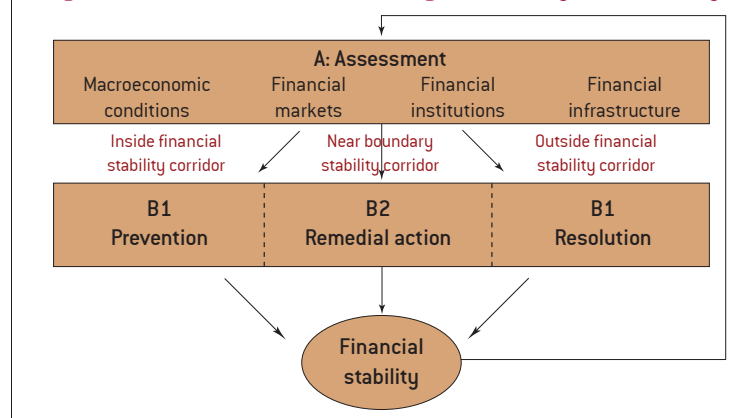 A: Assessment
Macroeconomic conditions
Financial markets
Financial institutions
Financial infrastructure
Inside financial stability corridor
Near boundary stability corridor
Outside financial stability corridor
B1
Prevention
B2
Remedial action
B1
Resolution
Financial
stability